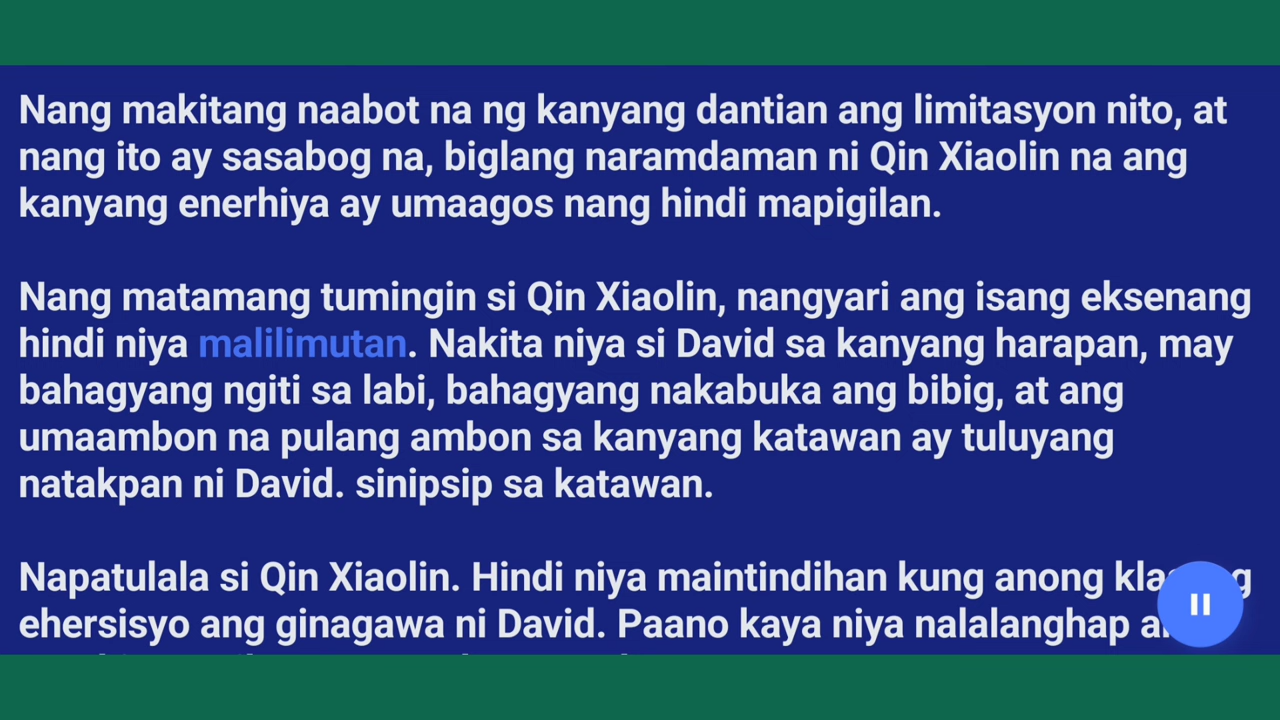 Nang makitang naabot na ng kanyang dantian ang limitasyon nito, at
nang ito ay sasabog na, biglang naramdaman ni Qin Xiaolin na ang
kanyang enerhiya ay umaagos nang hindi mapigilan.
Nang matamang tumingin si Qin Xiaolin, nangyari ang isang eksenang
hindi niya malilimutan. Nakita niya si David sa kanyang harapan, may
bahagyang ngiti sa labi, bahagyang nakabuka ang bibig, at ang
umaambon na pulang ambon sa kanyang katawan ay tuluyang
natakpan ni David. sinipsip sa katawan.
Napatulala si Qin Xiaolin. Hindi niya maintindihan kung anong
ehersisyo ang ginagawa ni David. Paano kaya niya nalalanghap